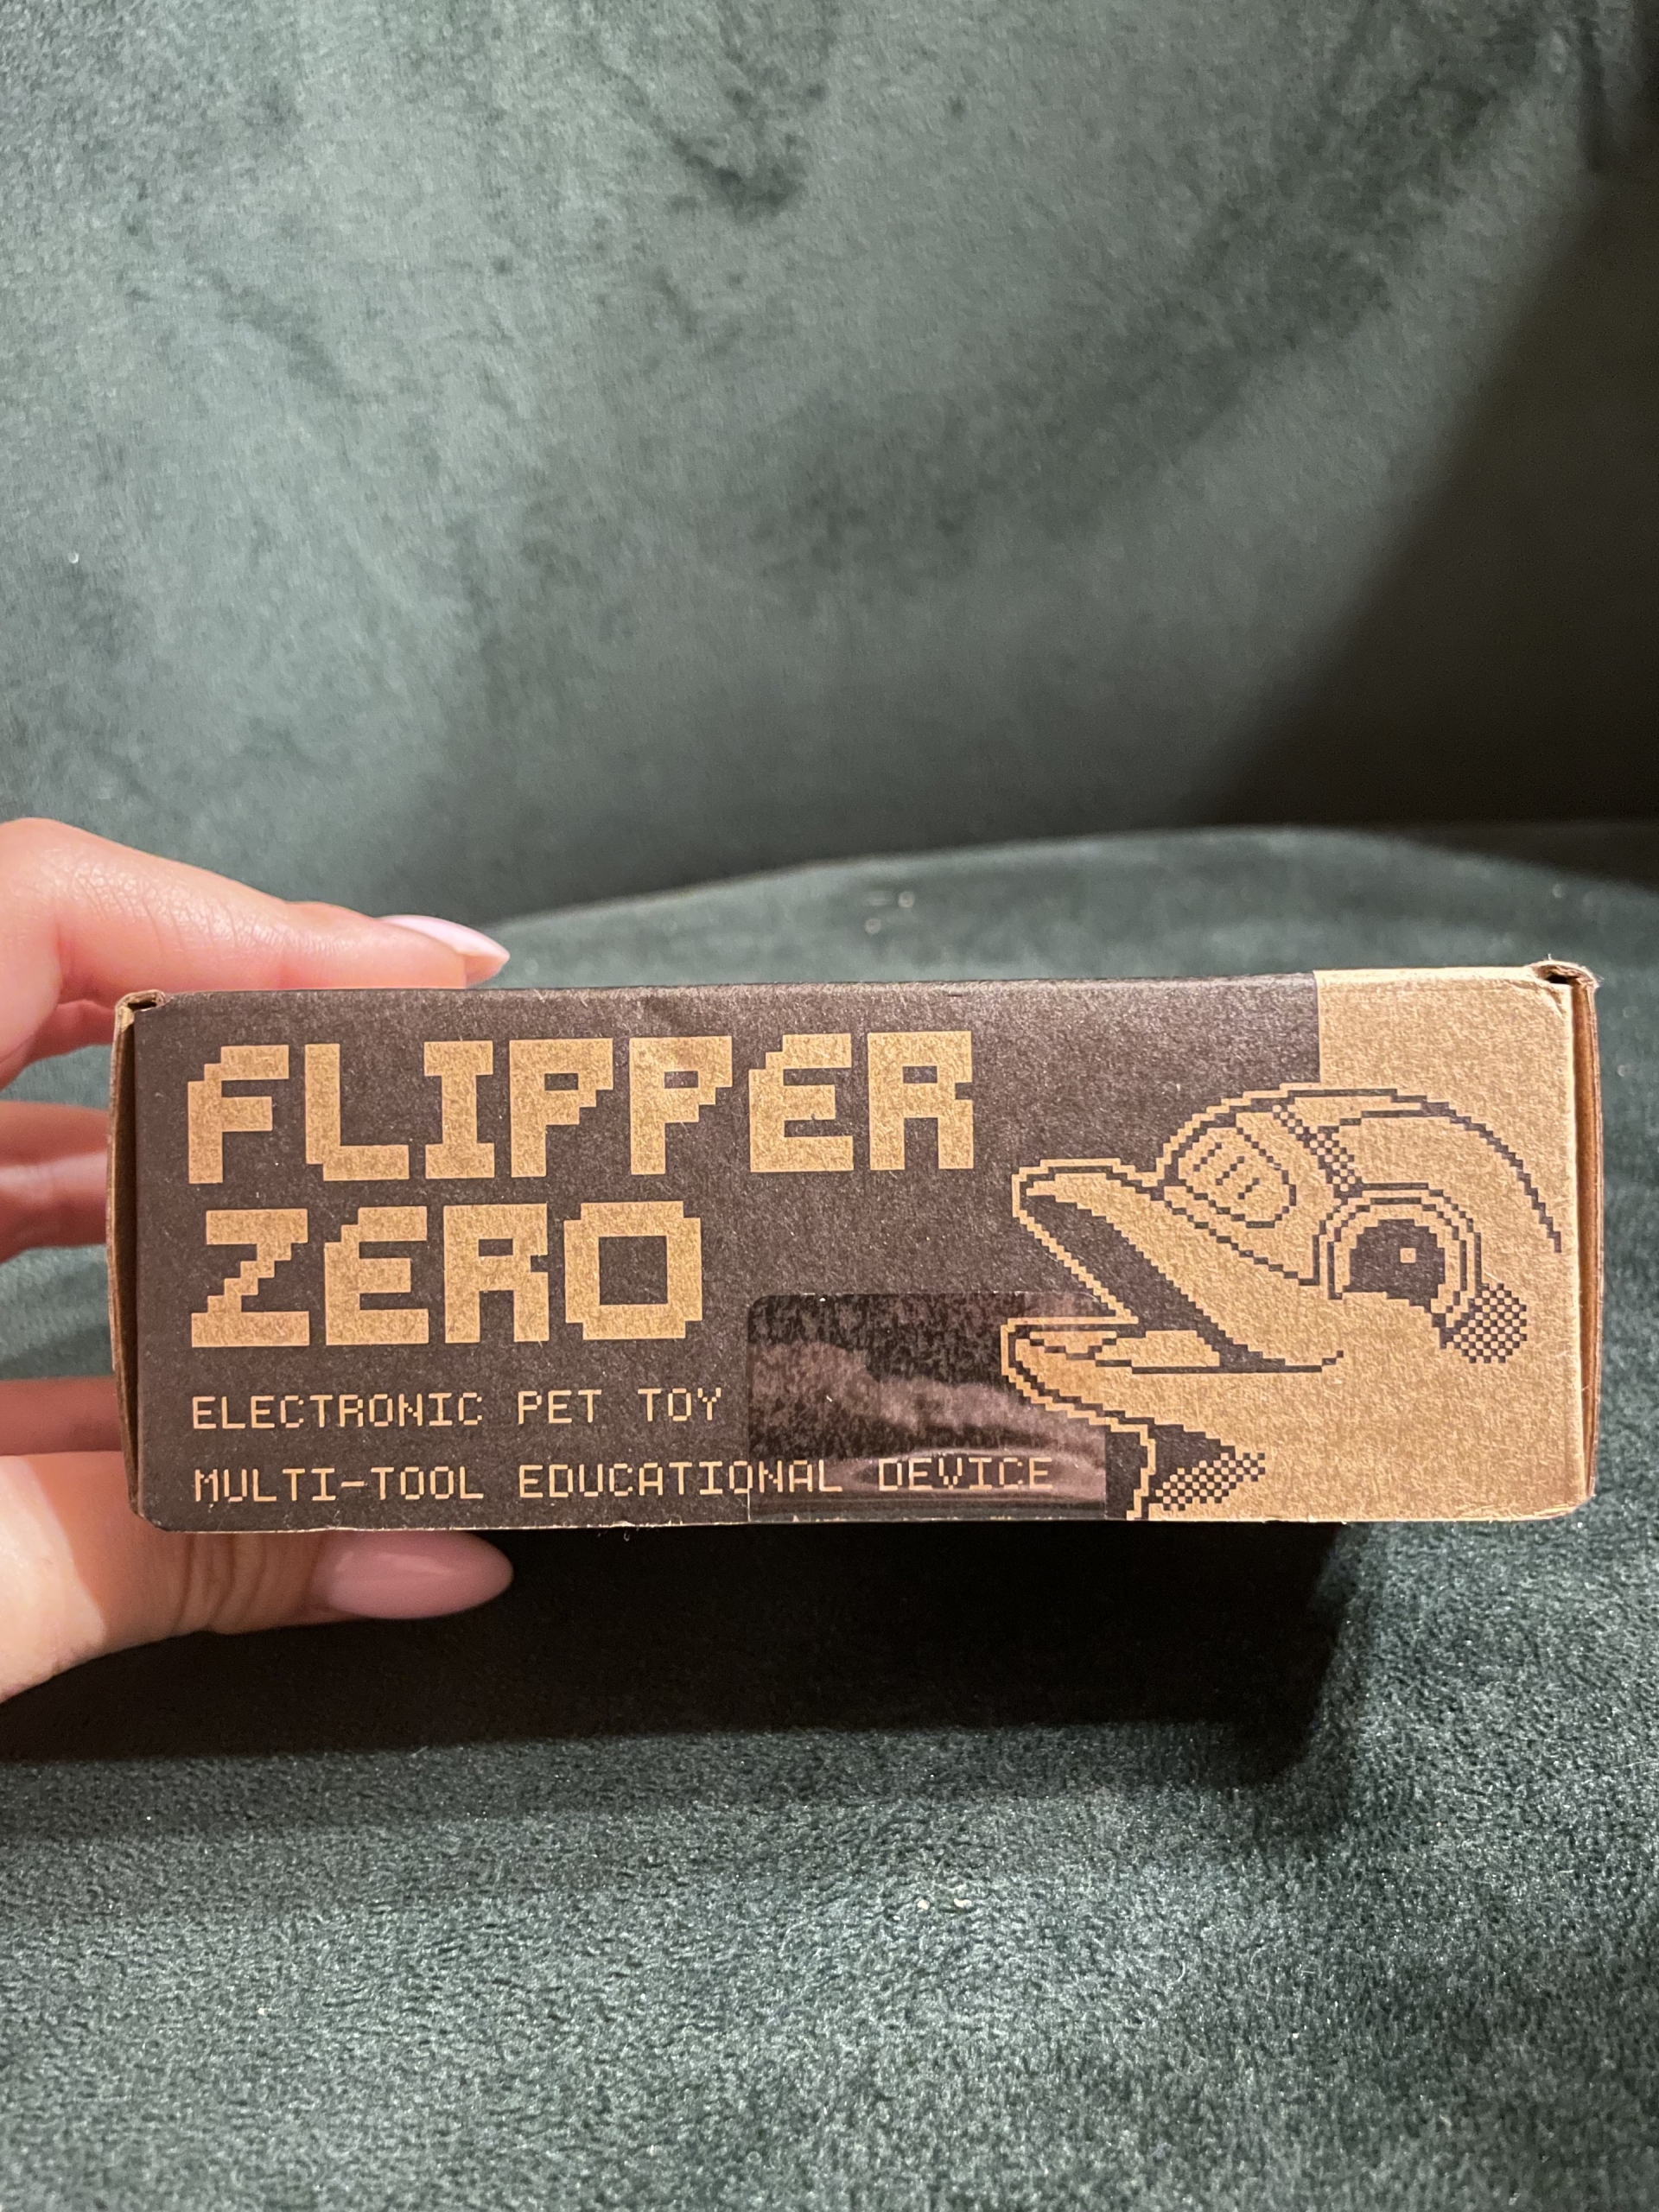 FLIPPER
ZERO
ELECTRONIC PET TOY
MULTI-TOOL EDUCATIONAL DEVICE